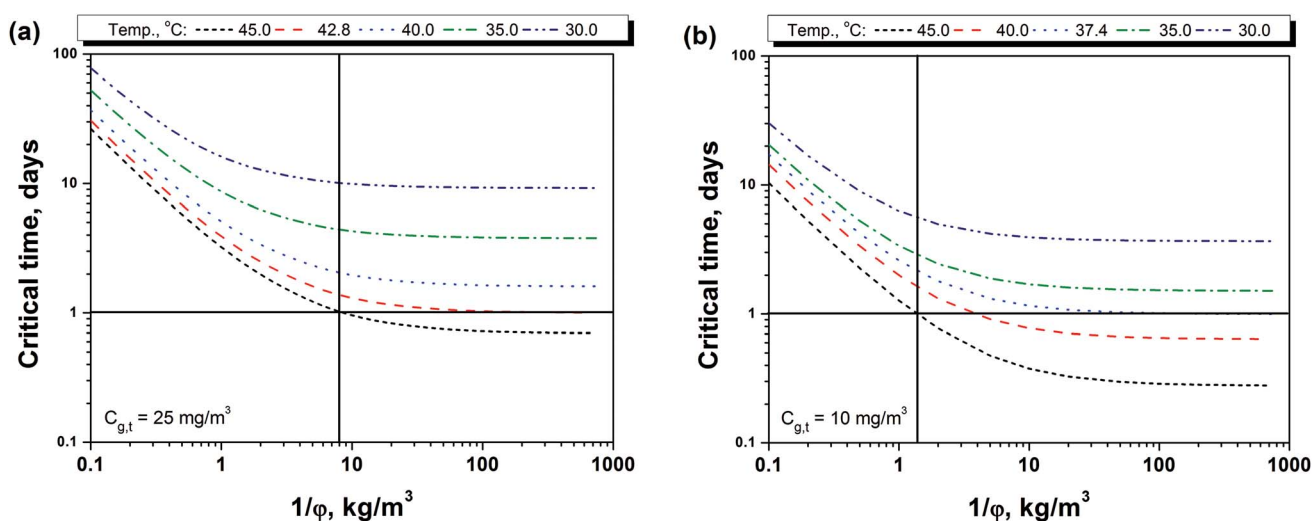 (a)
Temp., °C: 45.0 42.8 40.0 35.0 30.0
100
10
1
0.1
Critical time, days
C_g,t = 25 mg/m³
0.1 1 10 100 1000
1/φ, kg/m³
(b)
Temp., °C: 45.0 40.0 37.4 35.0 30.0
100
10
1
0.1
Critical time, days
C_g,t = 10 mg/m³
0.1 1 10 100 1000
1/φ, kg/m³